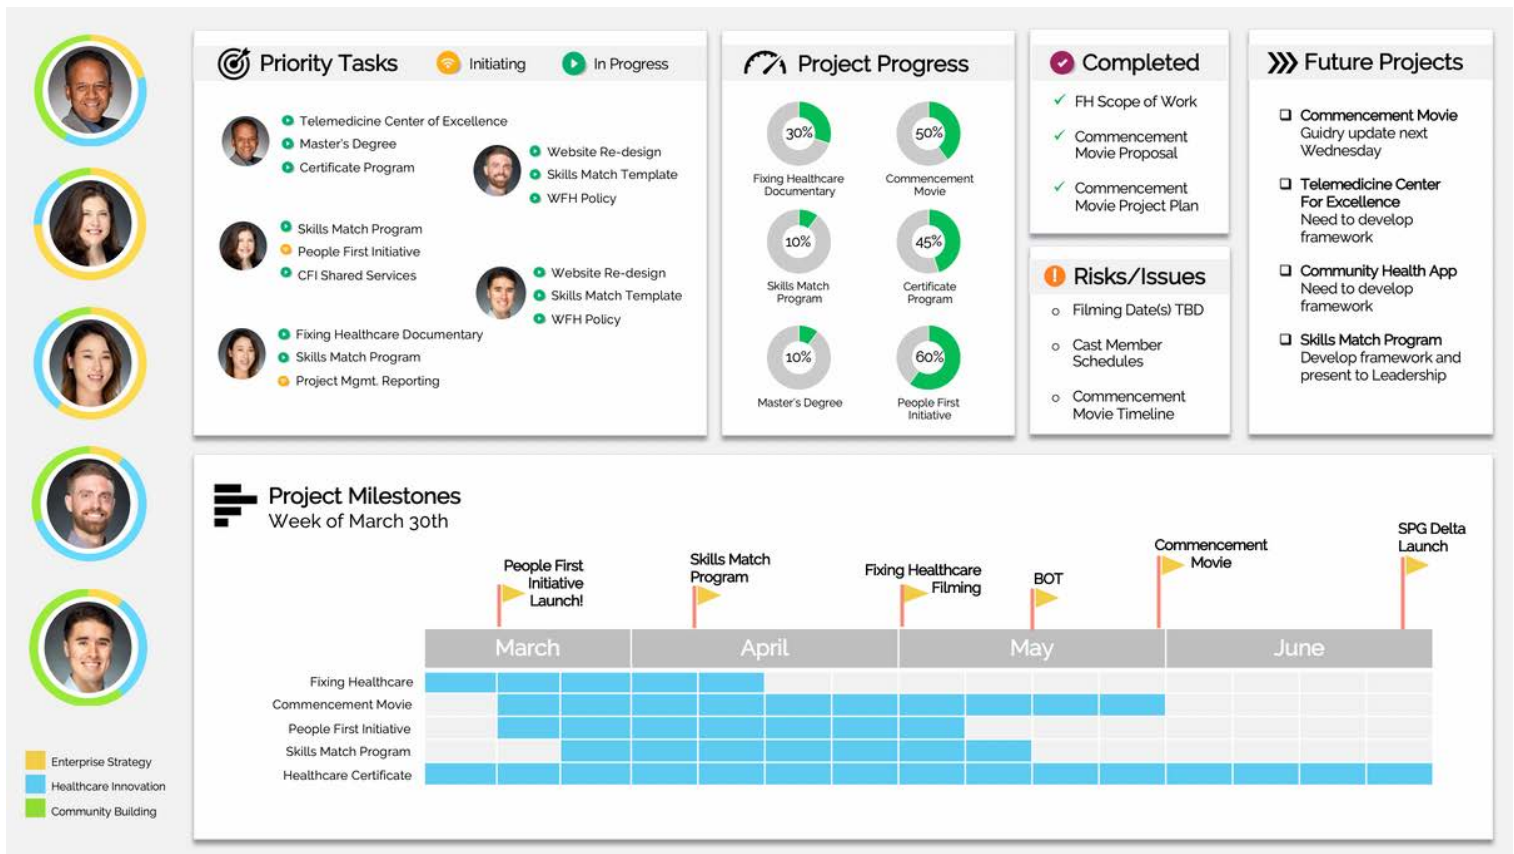 Priority Tasks
Initiating
In Progress
Telemedicine Center of Excellence
Master's Degree
Certificate Program
Website Re-design
Skills Match Template
WFH Policy
Skills Match Program
People First Initiative
CFI Shared Services
Website Re-design
Skills Match Template
WFH Policy
Fixing Healthcare Documentary
Skills Match Program
Project Mgmt. Reporting
Project Progress
30%
Fixing Healthcare
Documentary
50%
Commencement
Movie
10%
Skills Match
Program
45%
Certificate
Program
10%
Master's Degree
60%
People First
Initiative
Completed
FH Scope of Work
Commencement
Movie Proposal
Commencement
Movie Project Plan
Risks/Issues
Filming Date(s) TBD
Cast Member
Schedules
Commencement
Movie Timeline
Future Projects
Commencement Movie
Guidry update next
Wednesday
Telemedicine Center
For Excellence
Need to develop
framework
Community Health App
Need to develop
framework
Skills Match Program
Develop framework and
present to Leadership
Project Milestones
Week of March 30th
People First
Initiative
Launch!
Skills Match
Program
Fixing Healthcare
Filming
BOT
Commencement
Movie
SPG Delta
Launch
March
April
May
June
Fixing Healthcare
Commencement Movie
People First Initiative
Skills Match Program
Healthcare Certificate
Enterprise Strategy
Healthcare Innovation
Community Building